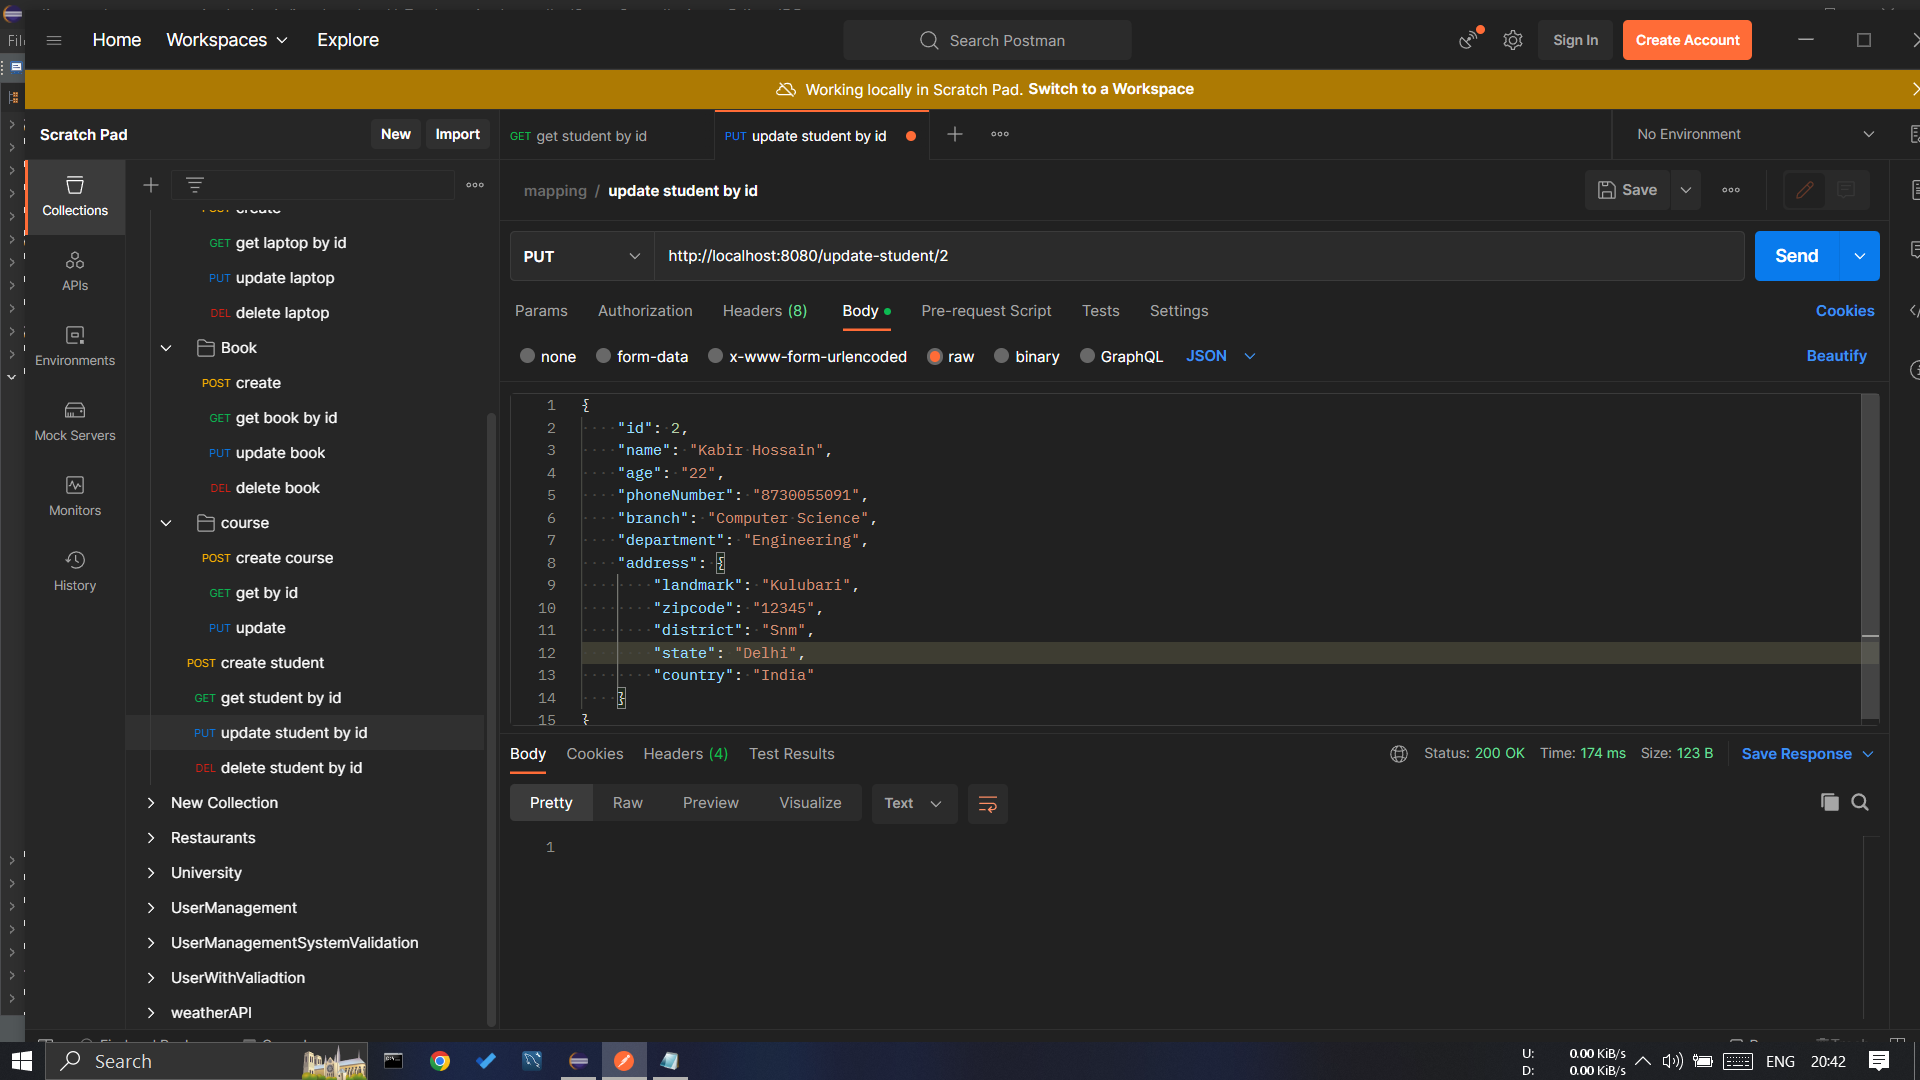 File
Home
Workspaces
Explore
Search Postman
Sign In
Create Account
Working locally in Scratch Pad. Switch to a Workspace
Scratch Pad
New
Import
GET get student by id
PUT update student by id
No Environment
Collections
APIs
Environments
Mock Servers
Monitors
History
create
GET get laptop by id
PUT update laptop
DEL delete laptop
Book
POST create
GET get book by id
PUT update book
DEL delete book
course
POST create course
GET get by id
PUT update
POST create student
GET get student by id
PUT update student by id
DEL delete student by id
New Collection
Restaurants
University
UserManagement
UserManagementSystemValidation
UserWithValiadtion
weatherAPI
mapping / update student by id
Save
PUT
http://localhost:8080/update-student/2
Send
Params
Authorization
Headers (8)
Body
Pre-request Script
Tests
Settings
Cookies
none
form-data
x-www-form-urlencoded
raw
binary
GraphQL
JSON
Beautify
1 {
2 "id": 2,
3 "name": "Kabir Hossain",
4 "age": "22",
5 "phoneNumber": "8730055091",
6 "branch": "Computer Science",
7 "department": "Engineering",
8 "address": {
9 "landmark": "Kulubari",
10 "zipcode": "12345",
11 "district": "Snm",
12 "state": "Delhi",
13 "country": "India"
14 }
15 }
Body
Cookies
Headers (4)
Test Results
Status: 200 OK
Time: 174 ms
Size: 123 B
Save Response
Pretty
Raw
Preview
Visualize
Text
1
Search
U: 0.00 KiB/s
D: 0.00 KiB/s
ENG
20:42